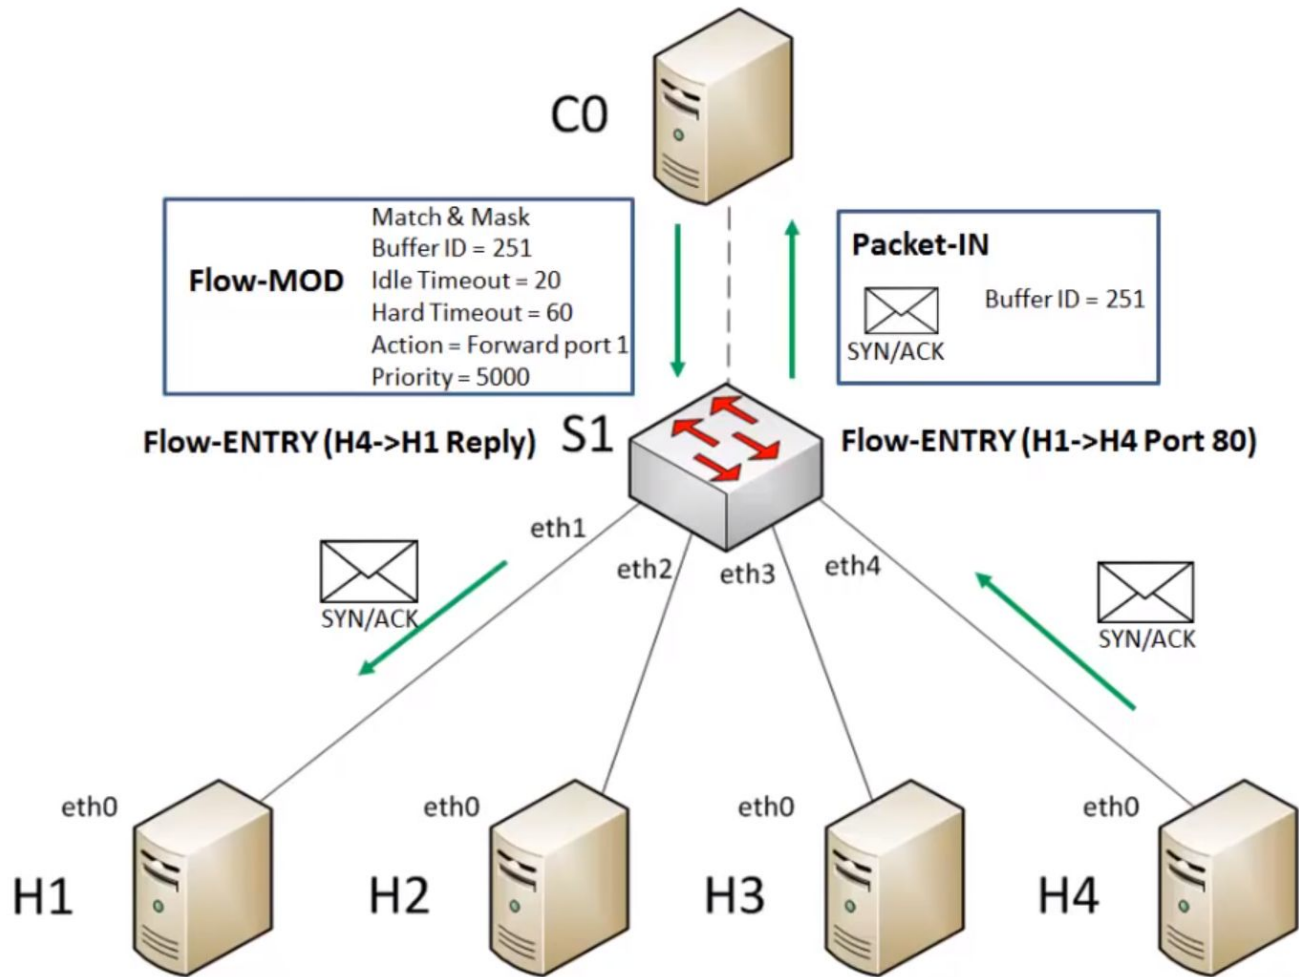 C0
Match & Mask
Buffer ID = 251
Flow-MOD
Idle Timeout = 20
Hard Timeout = 60
Action = Forward port 1
Priority = 5000
Packet-IN
Buffer ID = 251
SYN/ACK
Flow-ENTRY (H4->H1 Reply)
S1
Flow-ENTRY (H1->H4 Port 80)
eth1
eth2
eth3
eth4
SYN/ACK
SYN/ACK
eth0
eth0
eth0
eth0
H1
H2
H3
H4